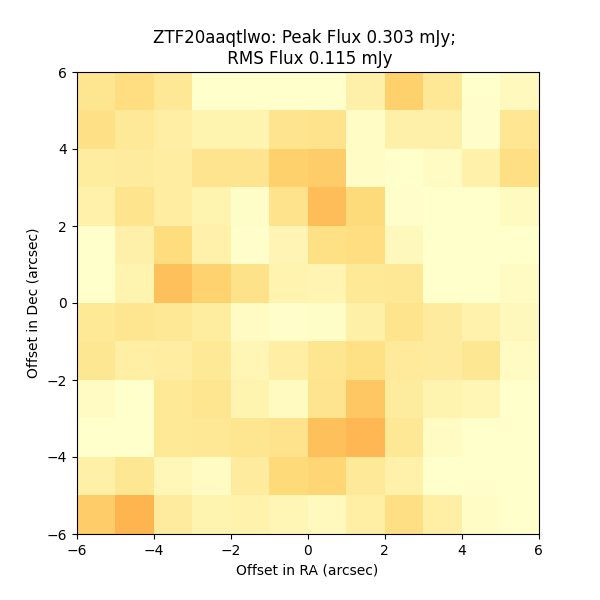 ZTF20aaqtlwo: Peak Flux 0.303 mJy;
RMS Flux 0.115 mJy
6
4
2
0
−2
−4
−6
Offset in Dec (arcsec)
−6 −4 −2 0 2 4 6
Offset in RA (arcsec)